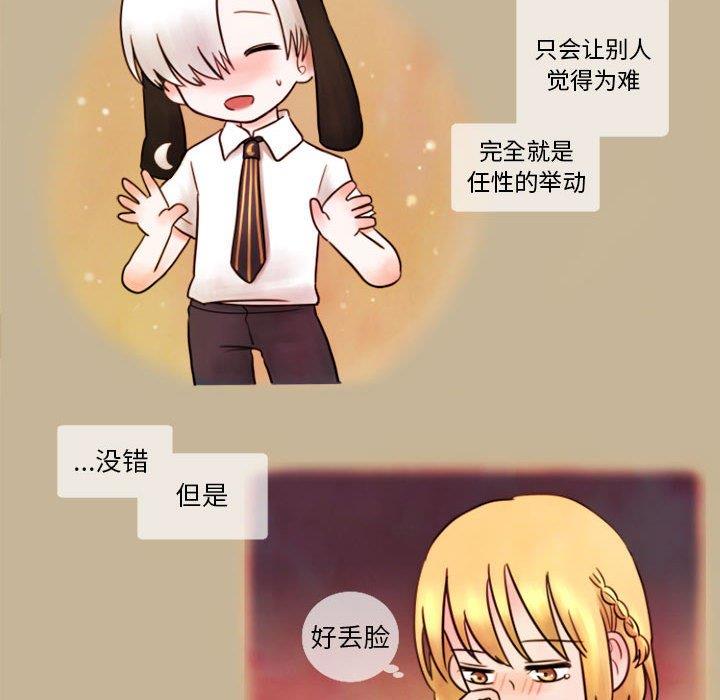 只会让别人
觉得为难
完全就是
任性的举动
…没错
但是
好丢脸